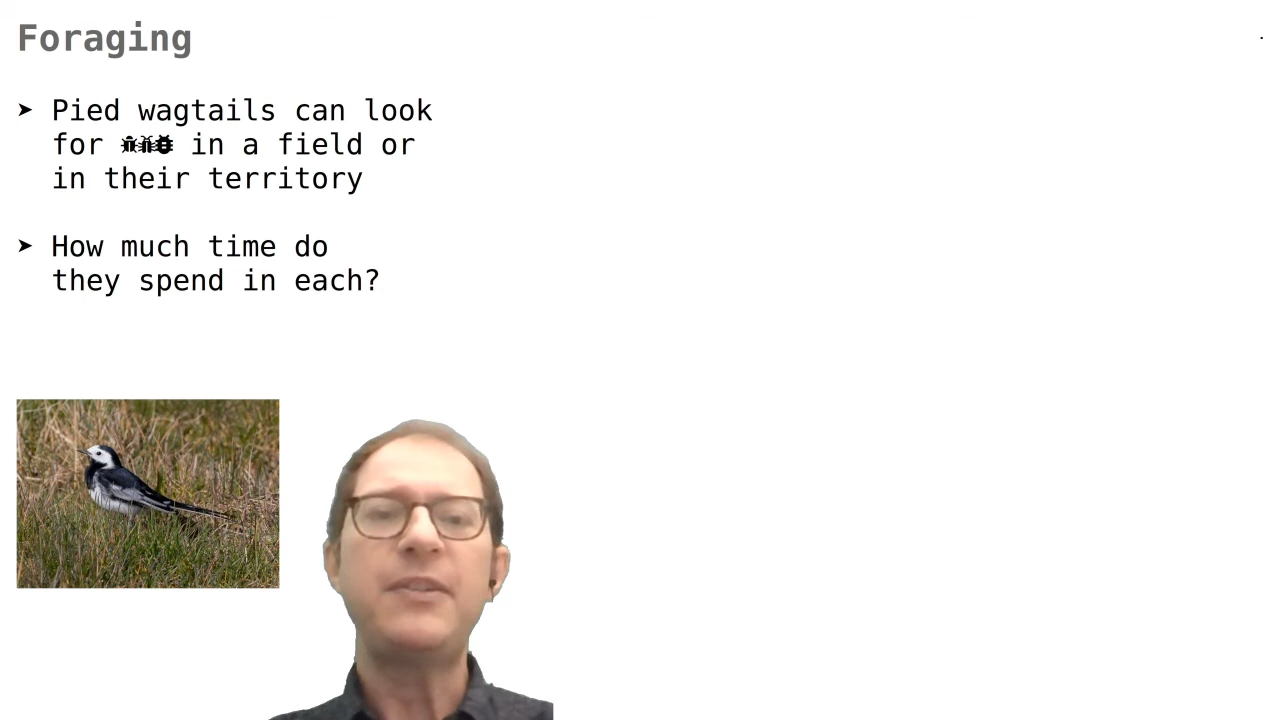 Foraging
➤ Pied wagtails can look
for in a field or
in their territory
➤ How much time do
they spend in each?